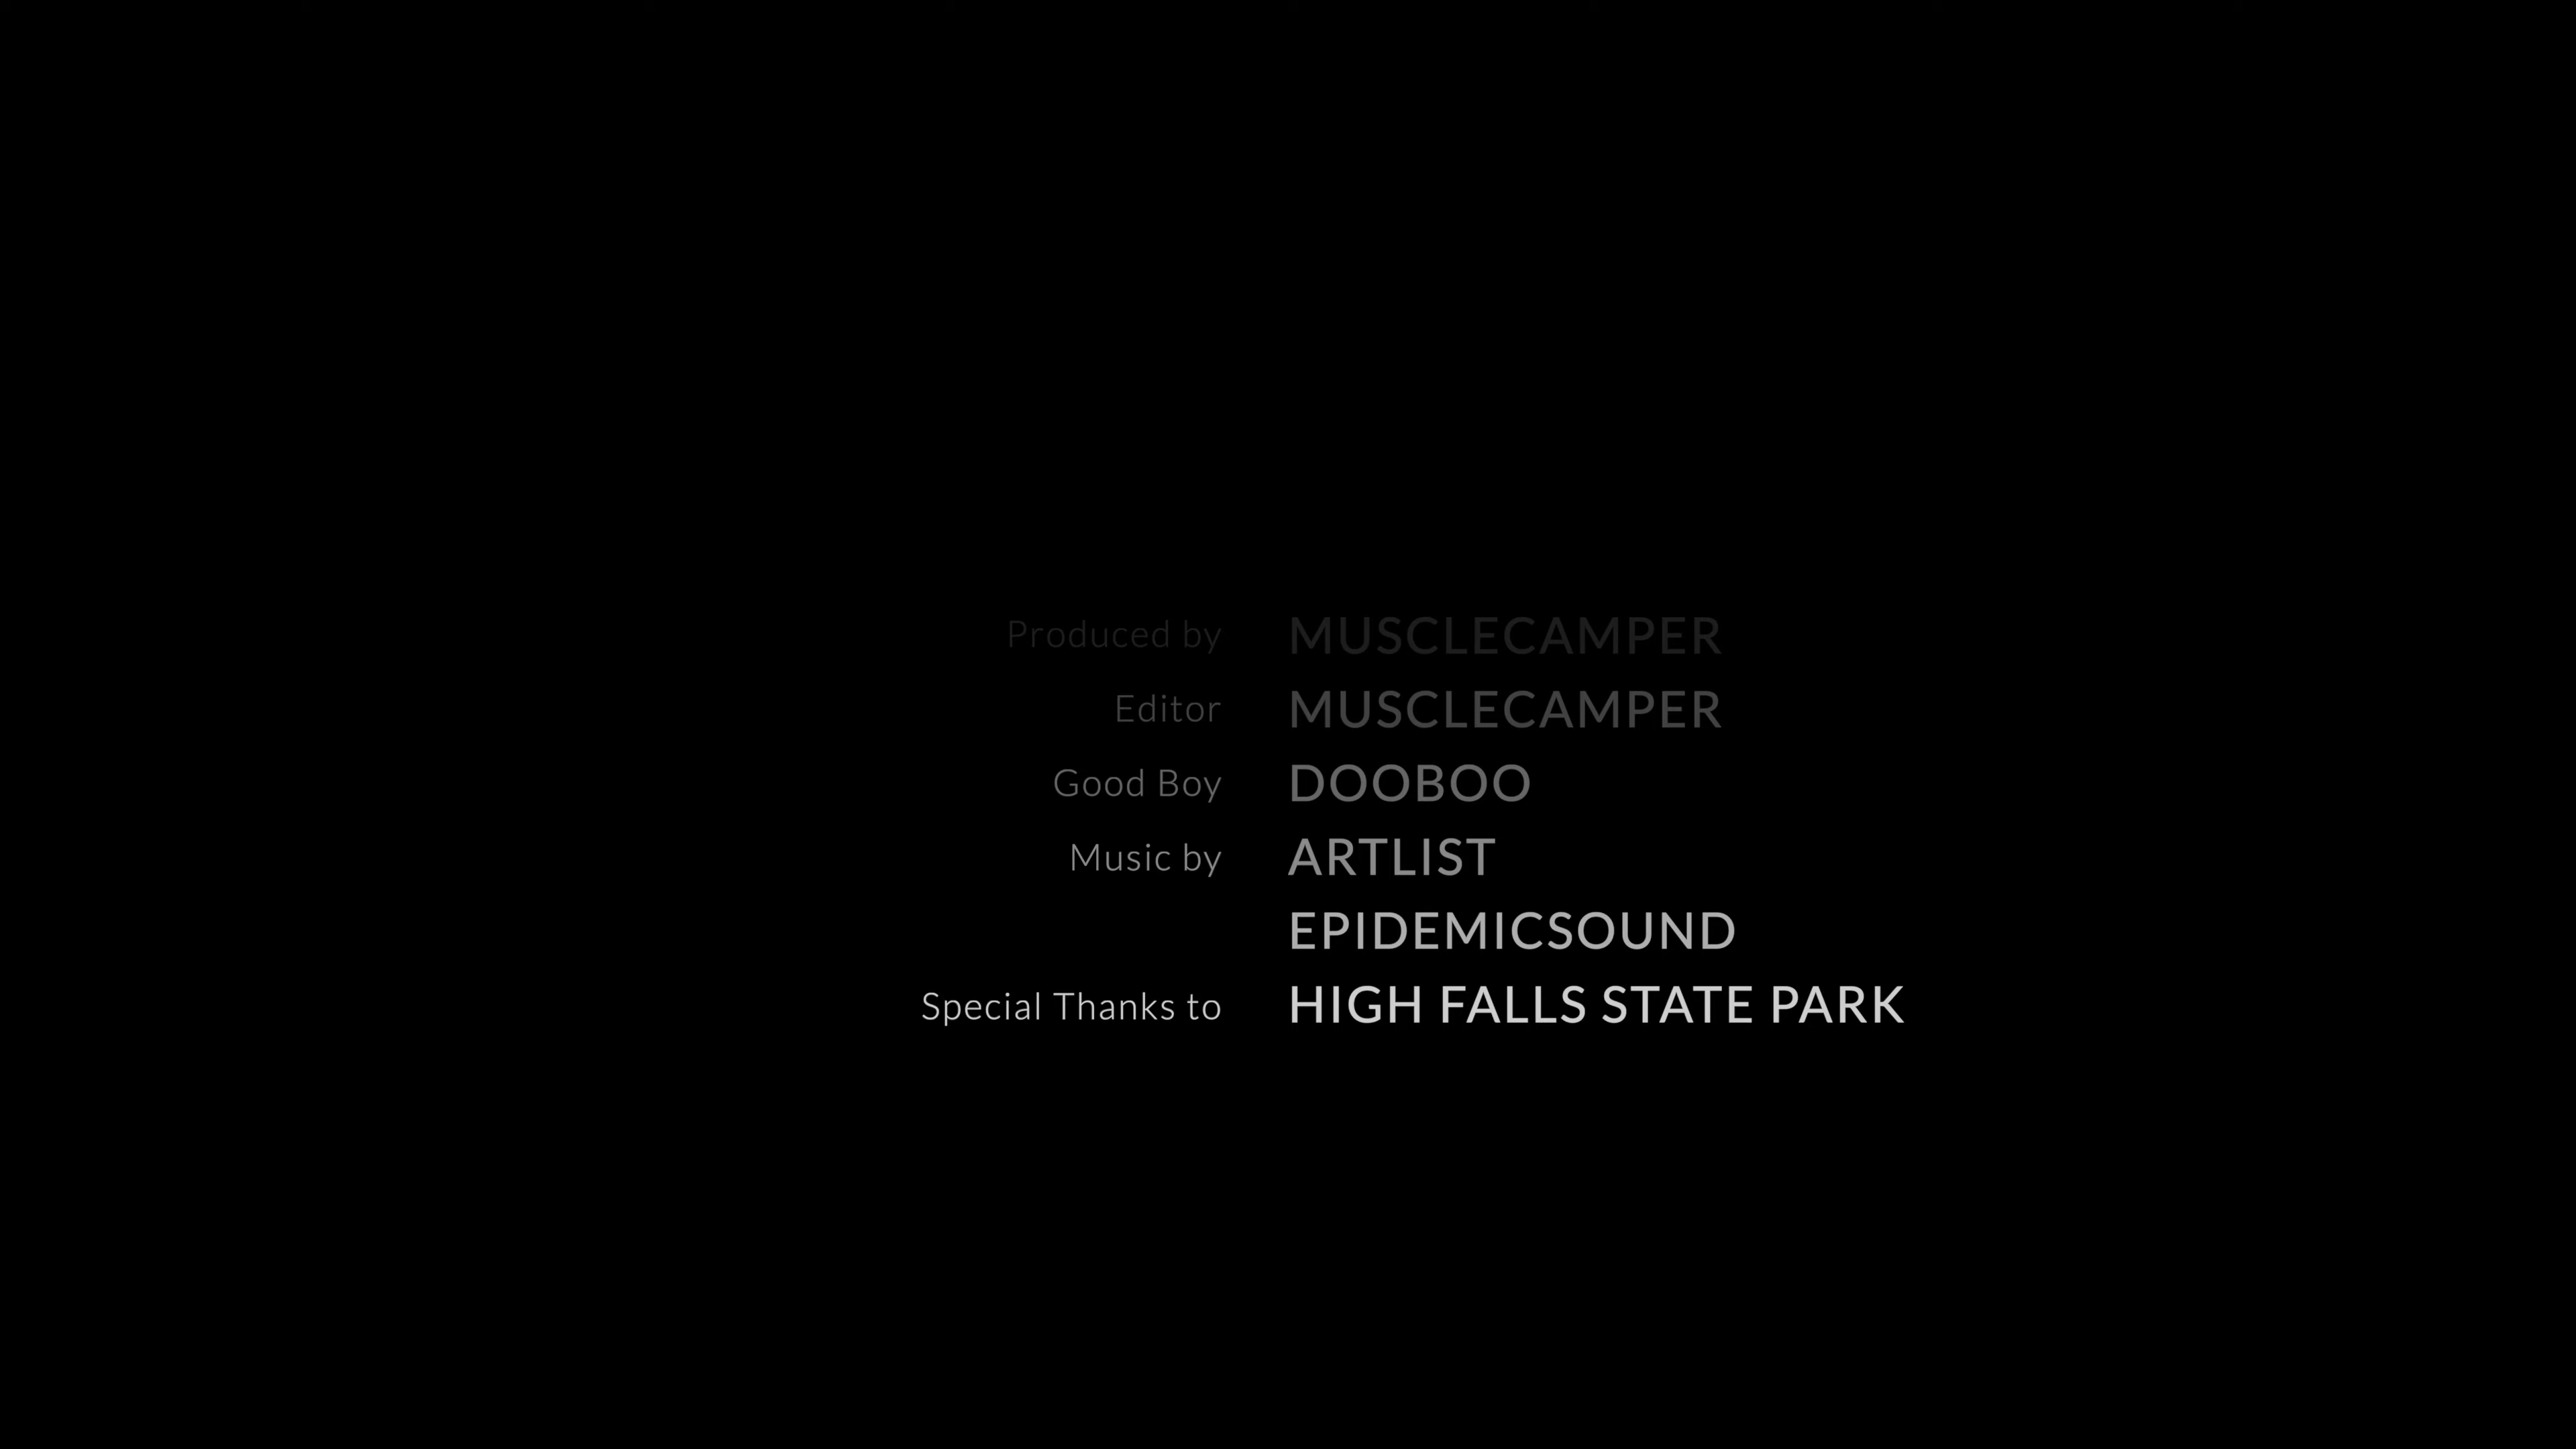 Produced by MUSCLECAMPER
Editor MUSCLECAMPER
Good Boy DOOBOO
Music by ARTLIST
EPIDEMICSOUND
Special Thanks to HIGH FALLS STATE PARK